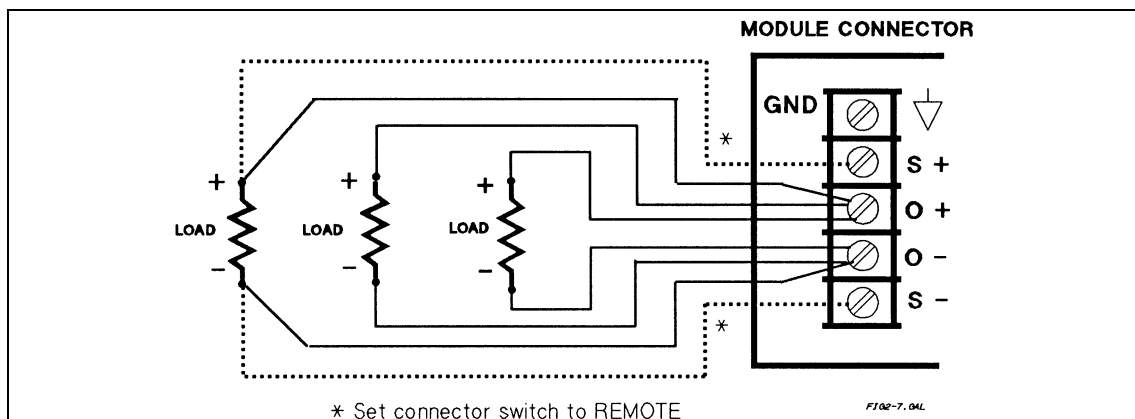 MODULE CONNECTOR
GND
*
S +
+ + +
O +
LOAD LOAD LOAD
O -
- - -
S -
*
* Set connector switch to REMOTE
FIG2-7.GAL